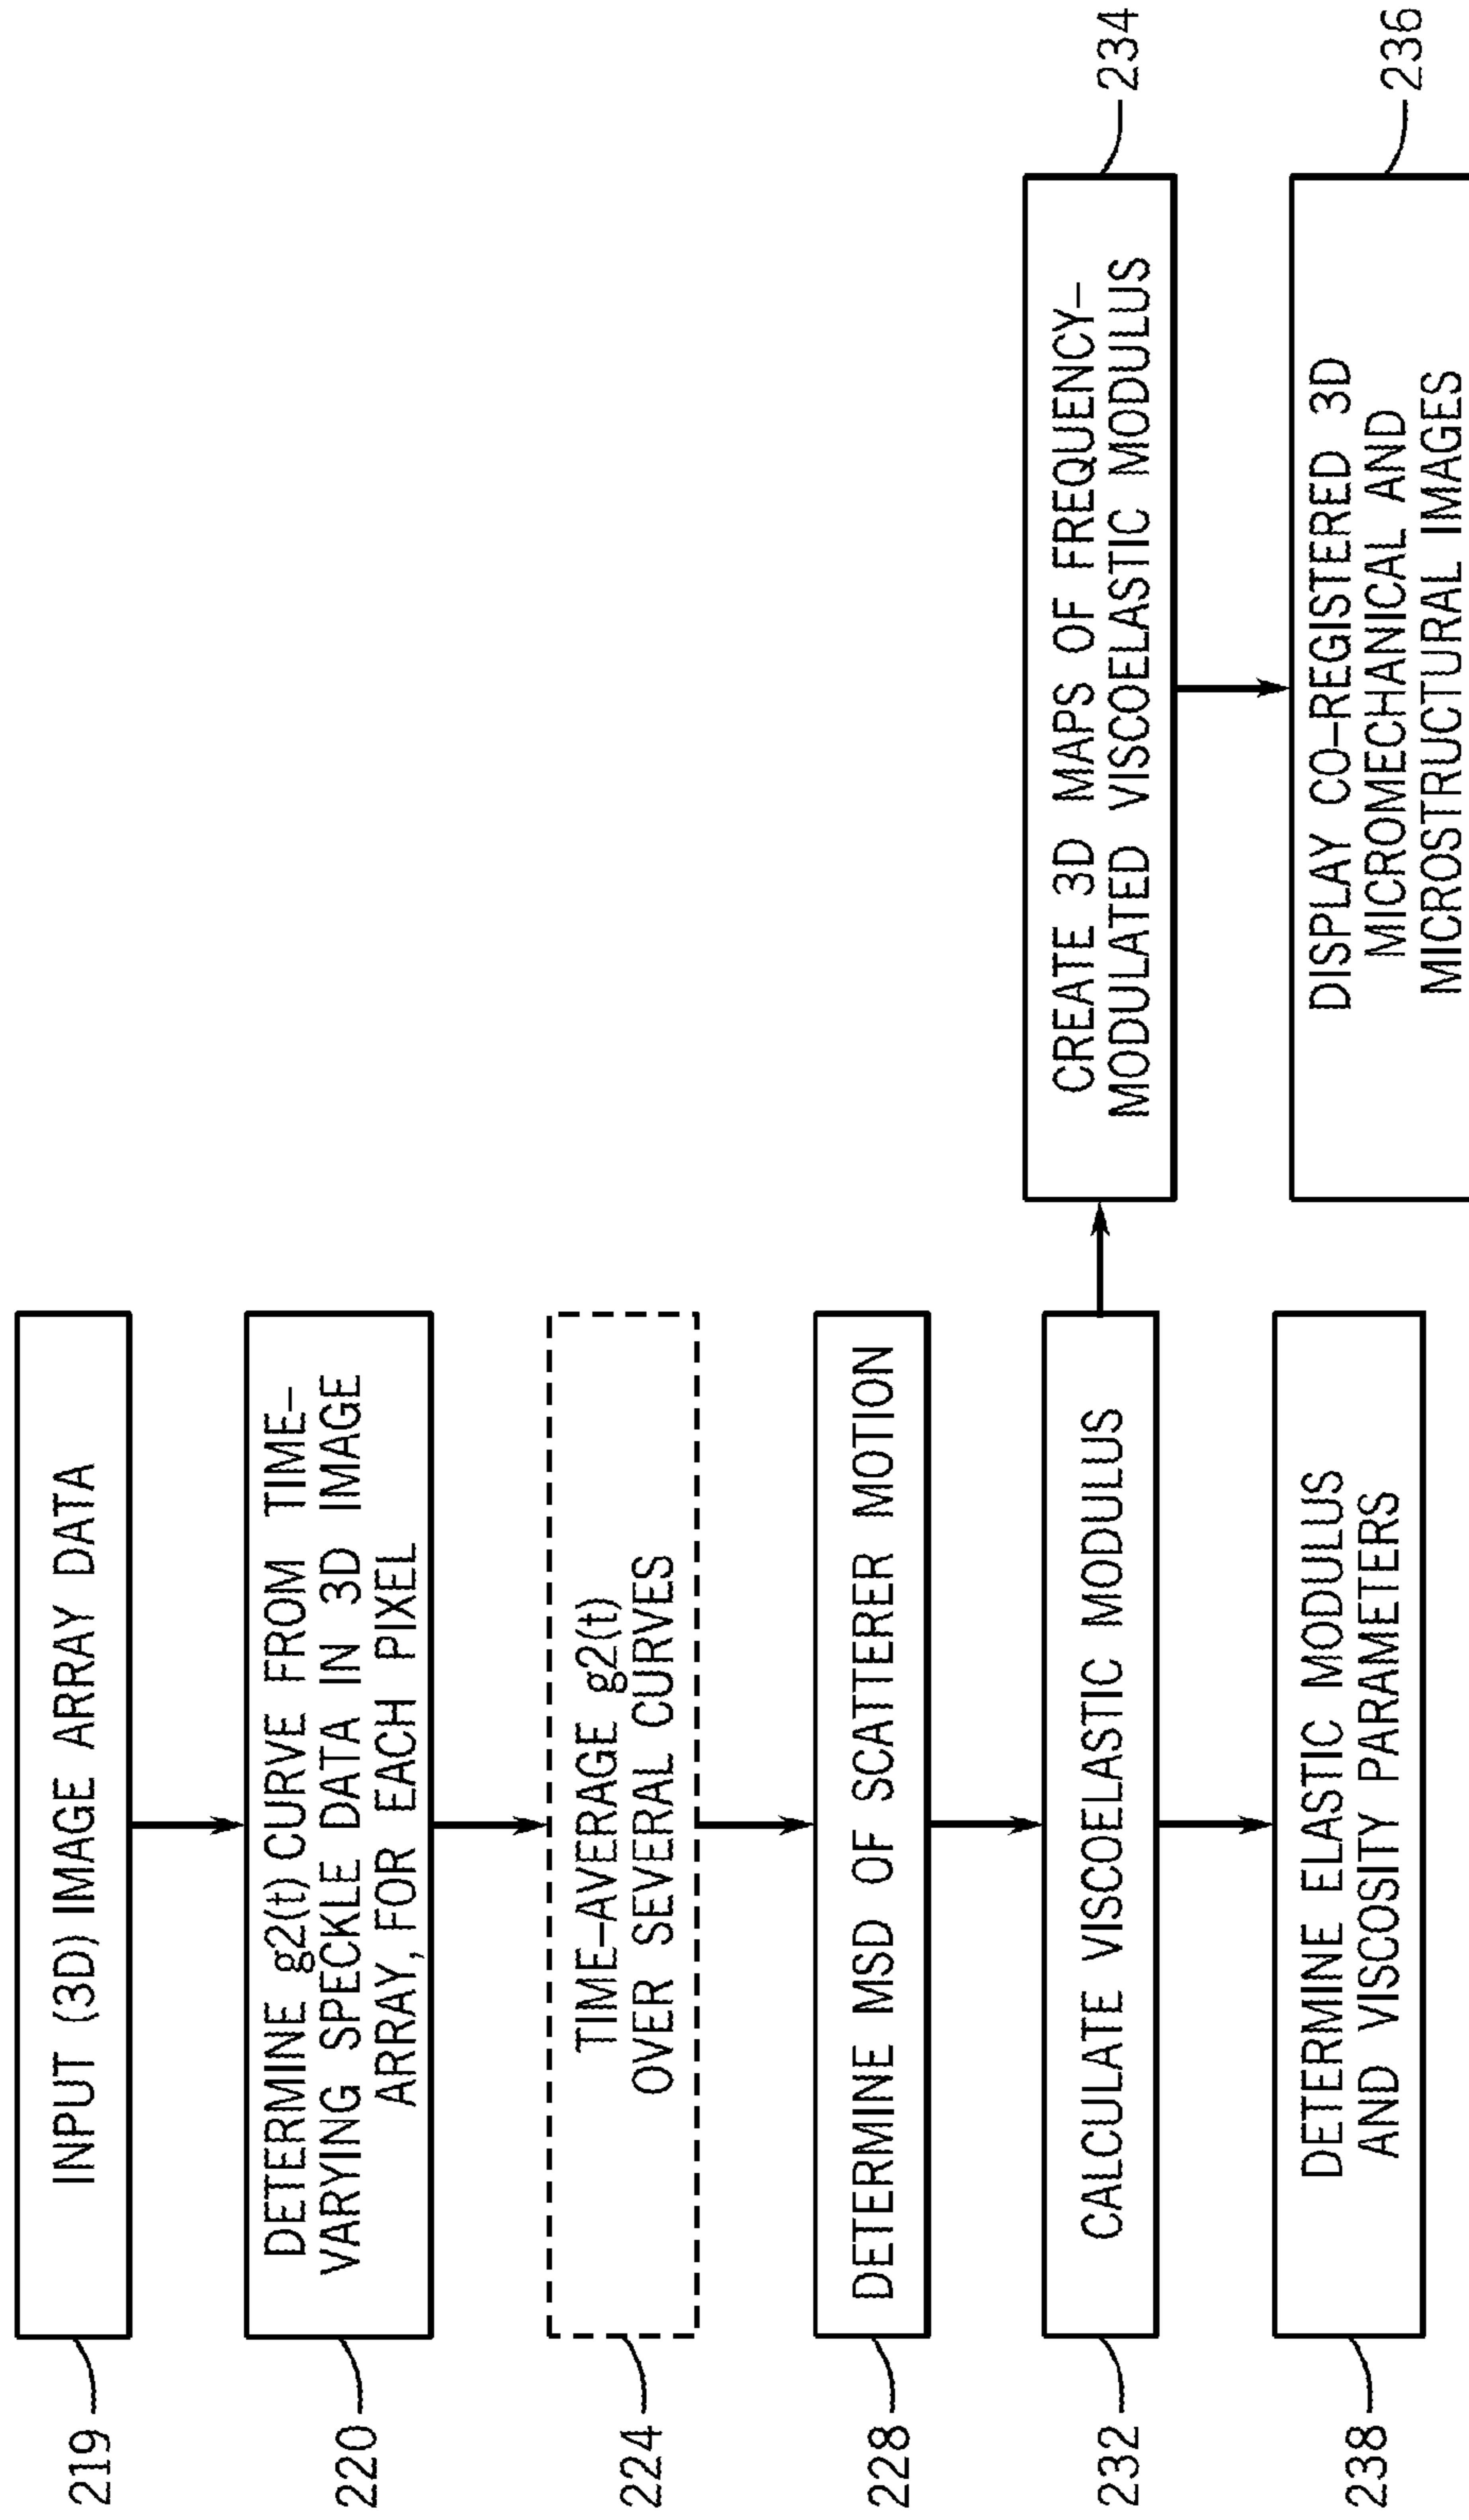 219
INPUT (3D) IMAGE ARRAY DATA
220
DETERMINE g2(t) CURVE FROM TIME–
VARYING SPECKLE DATA IN 3D IMAGE
ARRAY, FOR EACH PIXEL
224
TIME–AVERAGE g2(t)
OVER SEVERAL CURVES
228
DETERMINE MSD OF SCATTERER MOTION
232
CALCULATE VISCOELASTIC MODULUS
238
DETERMINE ELASTIC MODULUS
AND VISCOSITY PARAMETERS
234
CREATE 3D MAPS OF FREQUENCY–
MODULATED VISCOELASTIC MODULUS
236
DISPLAY CO–REGISTERED 3D
MICROMECHANICAL AND
MICROSTRUCTURAL IMAGES